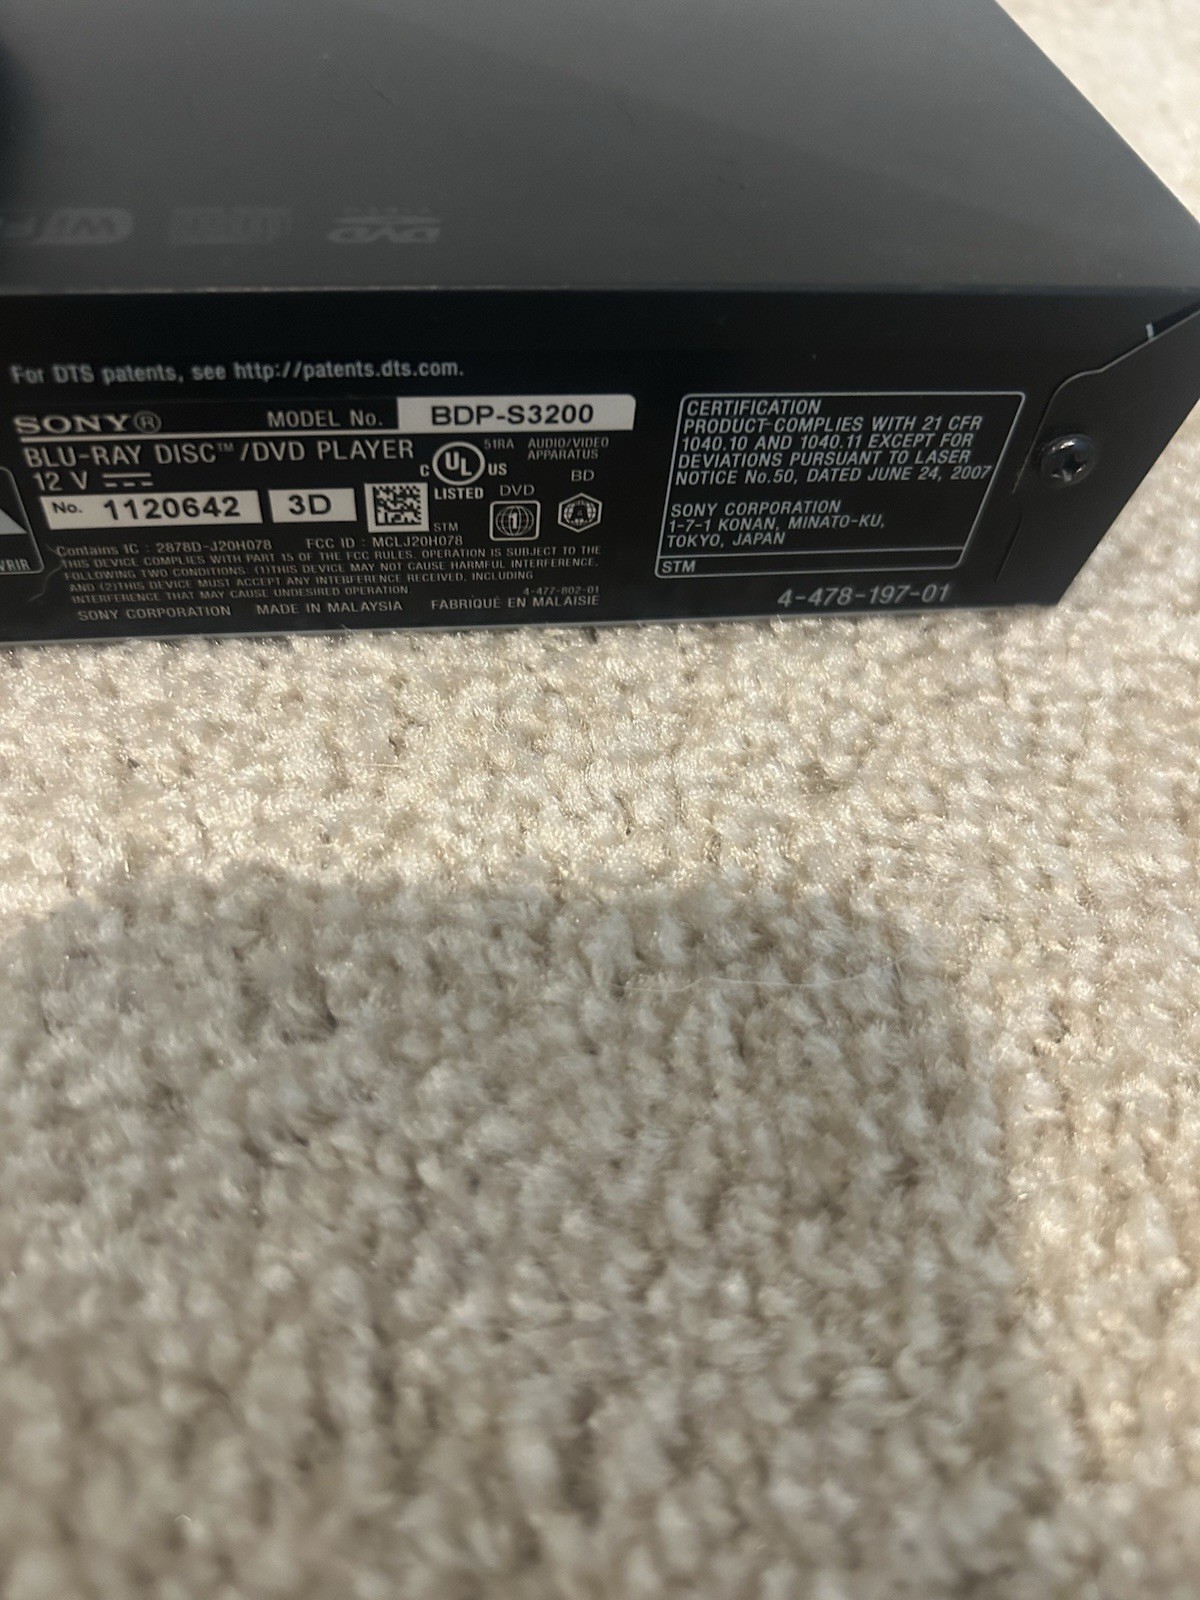 DVD
VIDEO
WiFi
For DTS patents, see http://patents.dts.com.
SONY® MODEL No. BDP-S3200
BLU-RAY DISC™/DVD PLAYER
12 V
No. 1120642 3D
C UL US
LISTED
51RA AUDIO/VIDEO
APPARATUS
DVD BD
1 A
STM
Contains IC : 2878D-J20H078 FCC ID : MCLJ20H078
THIS DEVICE COMPLIES WITH PART 15 OF THE FCC RULES. OPERATION IS SUBJECT TO THE
FOLLOWING TWO CONDITIONS: (1)THIS DEVICE MAY NOT CAUSE HARMFUL INTERFERENCE,
AND (2)THIS DEVICE MUST ACCEPT ANY INTERFERENCE RECEIVED, INCLUDING
INTERFERENCE THAT MAY CAUSE UNDESIRED OPERATION 4-477-802-01
SONY CORPORATION MADE IN MALAYSIA FABRIQUÉ EN MALAISIE
CERTIFICATION
PRODUCT COMPLIES WITH 21 CFR
1040.10 AND 1040.11 EXCEPT FOR
DEVIATIONS PURSUANT TO LASER
NOTICE No.50, DATED JUNE 24, 2007
SONY CORPORATION
1-7-1 KONAN, MINATO-KU,
TOKYO, JAPAN
STM
4-478-197-01